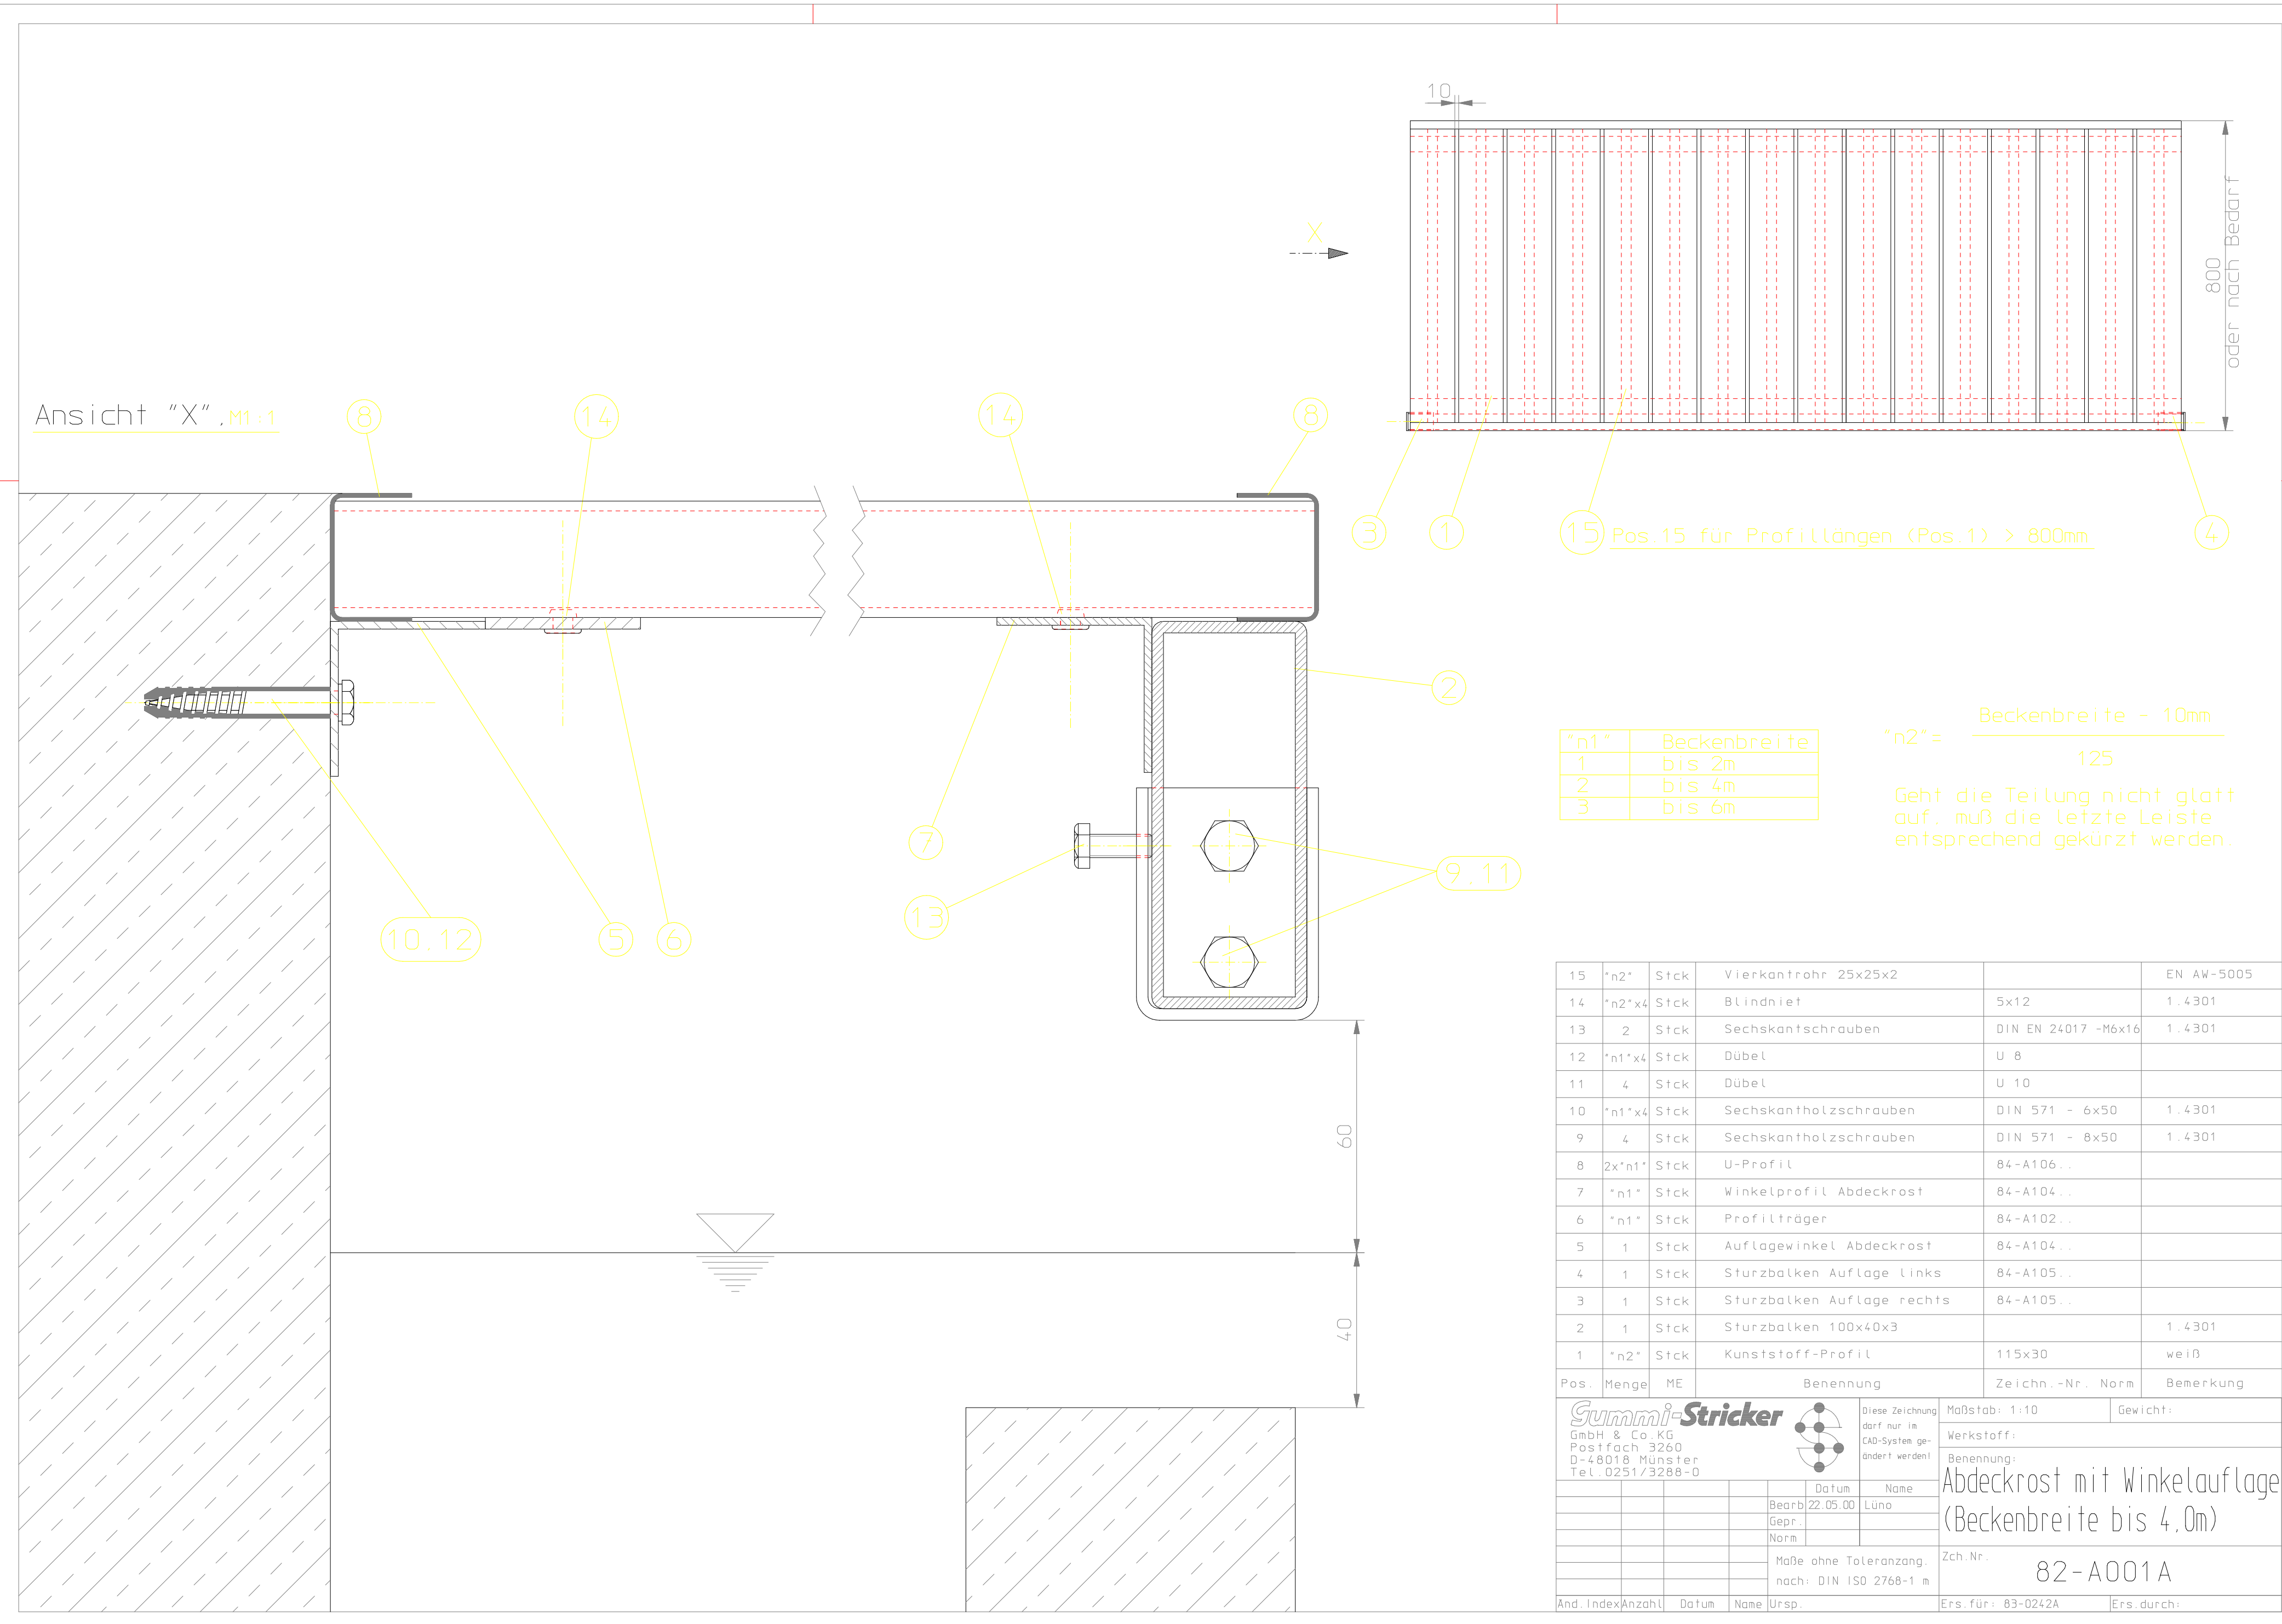 10
X
800
oder nach Bedarf
Ansicht "X",M1:1
8
14
14
8
3
1
15
Pos 15 für Profillängen (Pos 1) > 800mm
4
2
7
13
9,11
10,12
5
6
60
40
"n1" Beckenbreite
1 bis 2m
2 bis 4m
3 bis 6m
Beckenbreite - 10mm
"n2"=
125
Geht die Teilung nicht glatt
auf, muß die letzte Leiste
entsprechend gekürzt werden.
15 "n2" Stck Vierkantrohr 25x25x2 EN AW-5005
14 "n2"x4 Stck Blindniet 5x12 1.4301
13 2 Stck Sechskantschrauben DIN EN 24017 -M6x16 1.4301
12 "n1"x4 Stck Dübel U 8
11 4 Stck Dübel U 10
10 "n1"x4 Stck Sechskantholzschrauben DIN 571 - 6x50 1.4301
9 4 Stck Sechskantholzschrauben DIN 571 - 8x50 1.4301
8 2x"n1" Stck U-Profil 84-A106..
7 "n1" Stck Winkelprofil Abdeckrost 84-A104..
6 "n1" Stck Profilträger 84-A102..
5 1 Stck Auflagewinkel Abdeckrost 84-A104..
4 1 Stck Sturzbalken Auflage links 84-A105..
3 1 Stck Sturzbalken Auflage rechts 84-A105..
2 1 Stck Sturzbalken 100x40x3 1.4301
1 "n2" Stck Kunststoff-Profil 115x30 weiß
Pos. Menge ME Benennung Zeichn.-Nr. Norm Bemerkung
Gummi-Stricker
GmbH & Co.KG
Postfach 3260
D-48018 Münster
Tel.0251/3288-0
Diese Zeichnung
darf nur im
CAD-System ge-
ändert werden!
Maßstab: 1:10
Gewicht:
Werkstoff:
Benennung:
Abdeckrost mit Winkelauflage
(Beckenbreite bis 4,0m)
Datum Name
Bearb 22.05.00 Lüno
Gepr.
Norm
Maße ohne Toleranzang.
nach: DIN ISO 2768-1 m
Zch.Nr.
82-A001A
And.Index Anzahl Datum Name Ursp.
Ers.für: 83-0242A
Ers.durch: